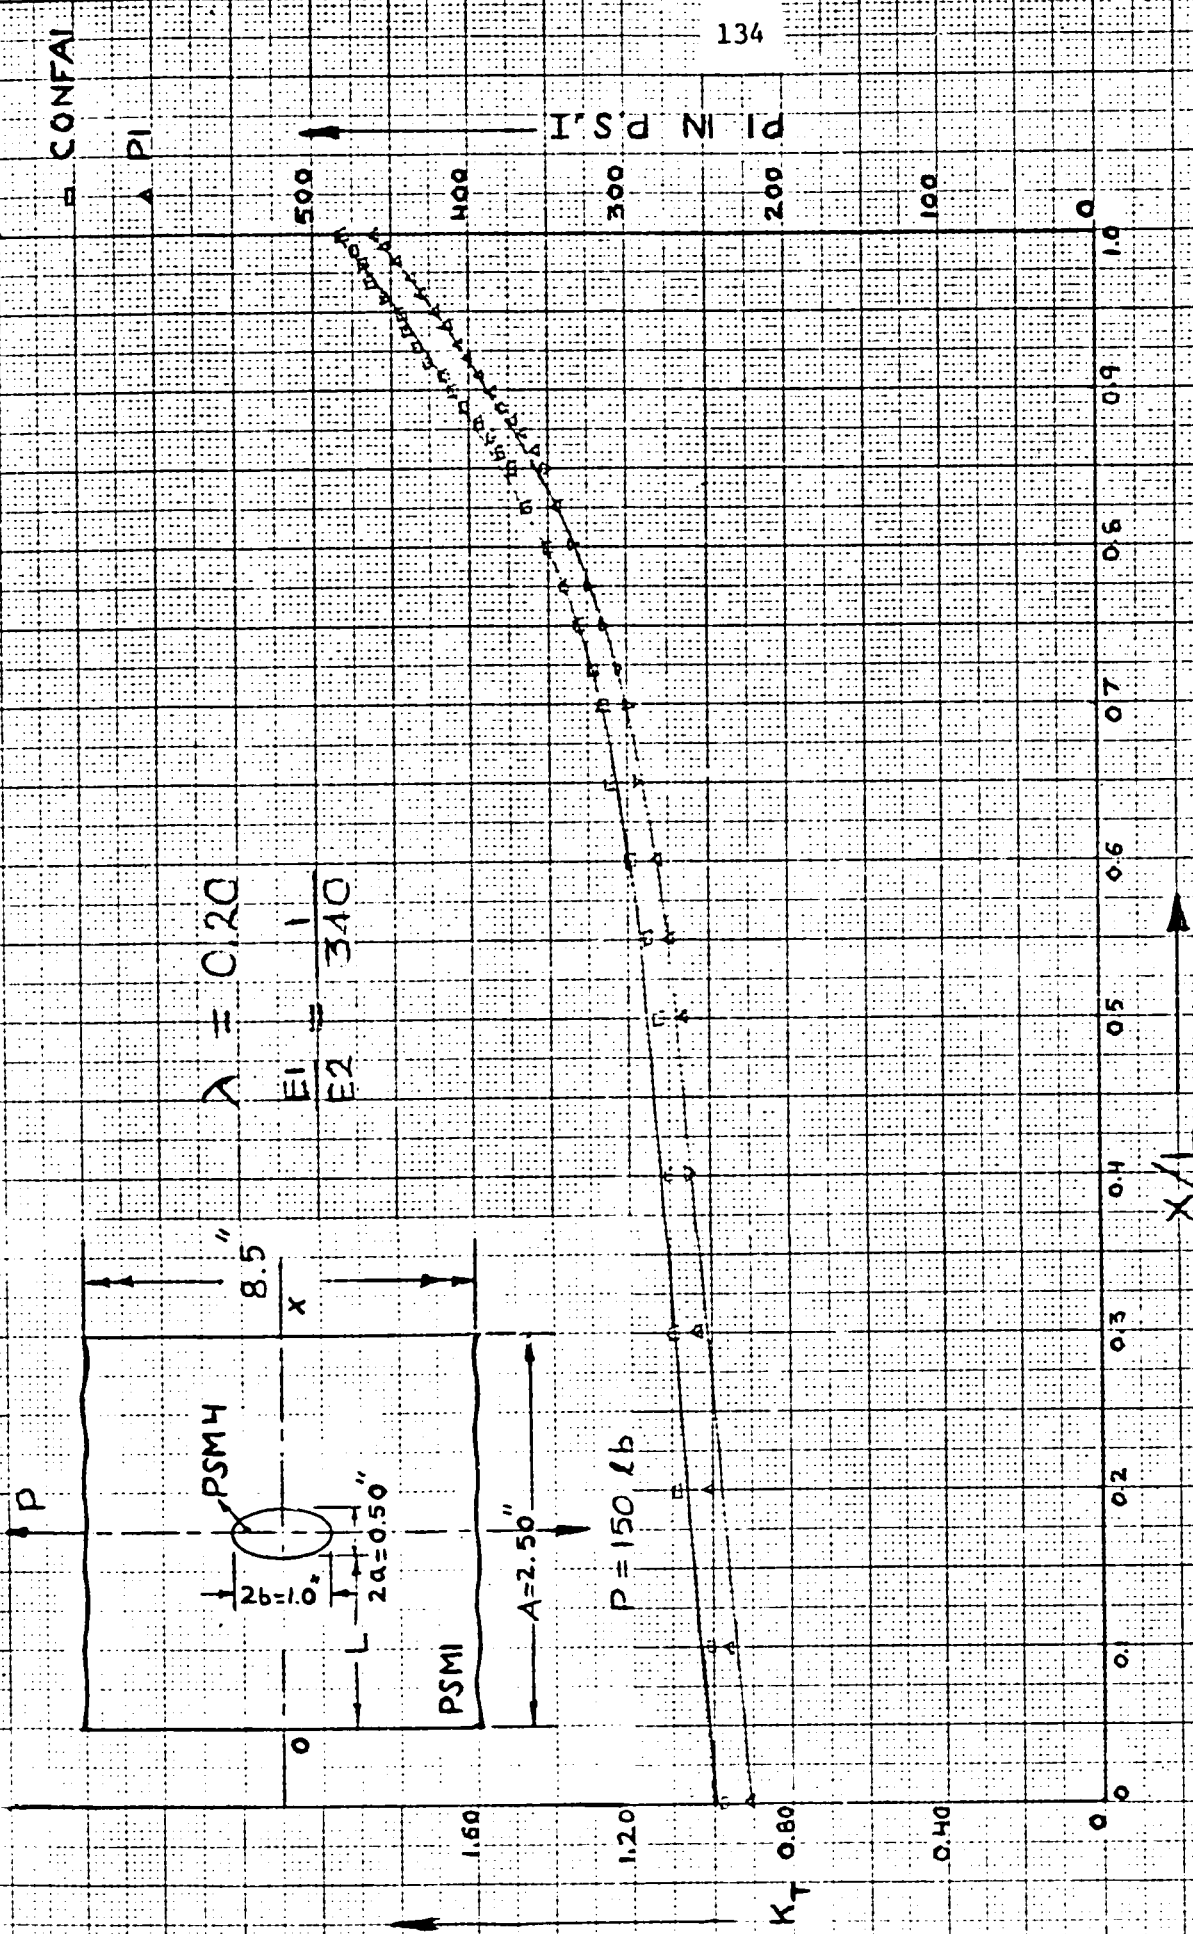 134
□ CONFAI
△ PI
P
PSM4
2b=1.0"
2a=0.50"
L
PSM1
A=2.50"
8.5"
X
0
P = 150 lb
λ = 0.20
E1/E2 = 1/340
K_T
1.60
1.20
0.80
0.40
0
PI IN P.S.I
500
400
300
200
100
0
0 0.1 0.2 0.3 0.4 0.5 0.6 0.7 0.8 0.9 1.0